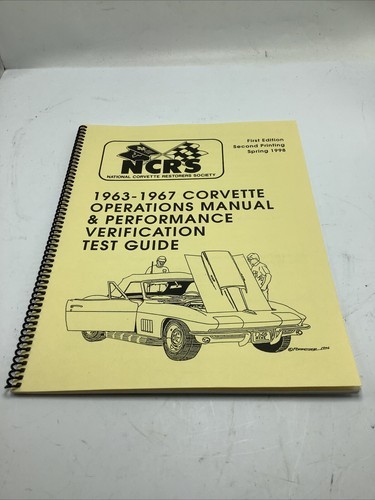 NCRS
NATIONAL CORVETTE RESTORERS SOCIETY
First Edition
Second Printing
Spring 1998
1963-1967 CORVETTE
OPERATIONS MANUAL
& PERFORMANCE
VERIFICATION
TEST GUIDE